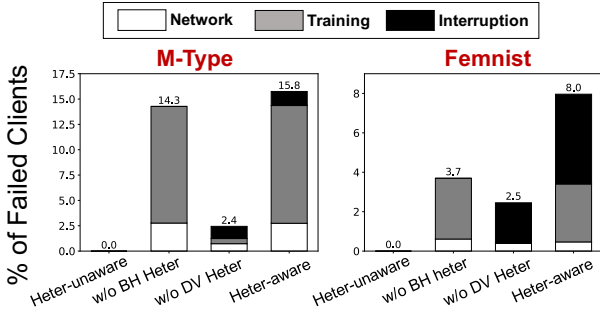 Network Training Interruption
M-Type
Femnist
% of Failed Clients
17.5
15.0
12.5
10.0
7.5
5.0
2.5
0.0
0.0
14.3
2.4
15.8
Heter-unaware
w/o BH Heter
w/o DV Heter
Heter-aware
8
6
4
2
0
0.0
3.7
2.5
8.0
Heter-unaware
w/o BH heter
w/o DV Heter
Heter-aware